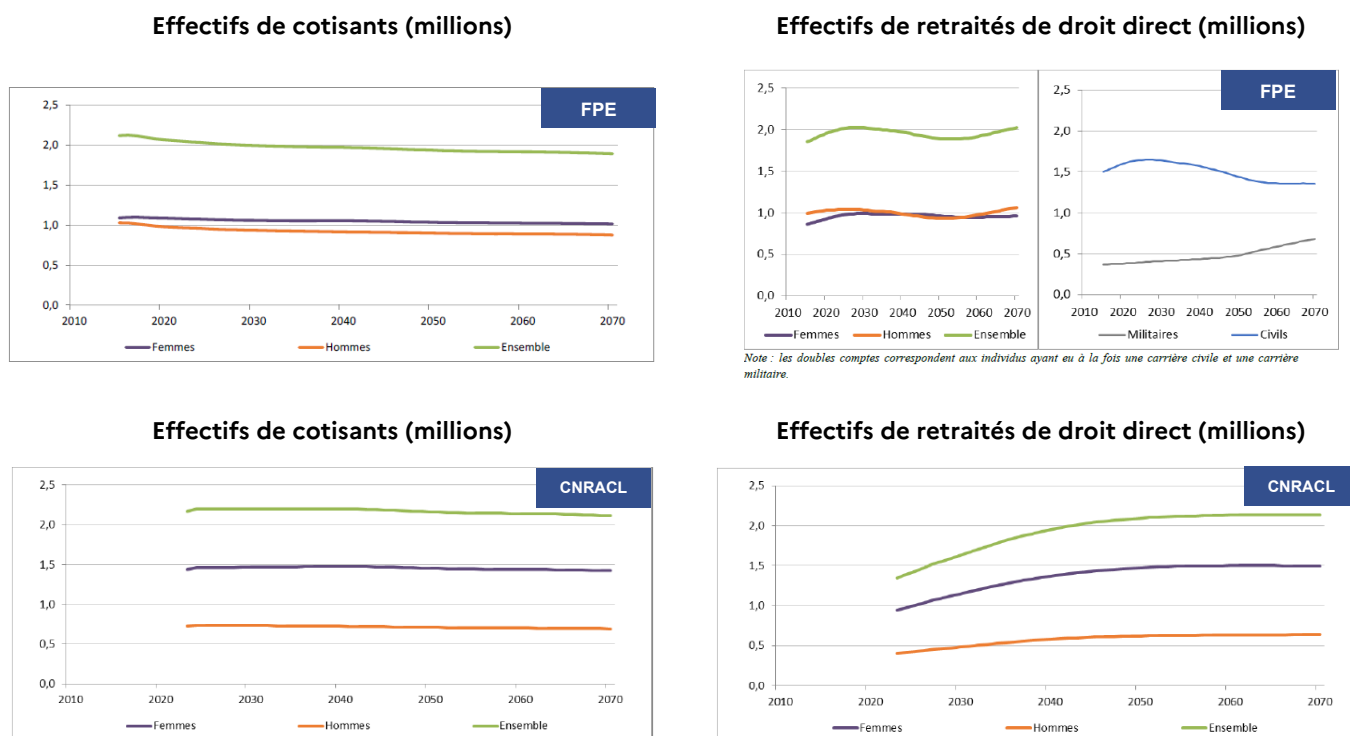 Effectifs de cotisants (millions)
Effectifs de retraités de droit direct (millions)
FPE
2,5
2,0
1,5
1,0
0,5
0,0
2010 2020 2030 2040 2050 2060 2070
Femmes Hommes Ensemble
2,5
2,0
1,5
1,0
0,5
0,0
2010 2020 2030 2040 2050 2060 2070
Femmes Hommes Ensemble
FPE
2,5
2,0
1,5
1,0
0,5
0,0
2010 2020 2030 2040 2050 2060 2070
Militaires Civils
Note : les doubles comptes correspondent aux individus ayant eu à la fois une carrière civile et une carrière
militaire.
Effectifs de cotisants (millions)
Effectifs de retraités de droit direct (millions)
CNRACL
2,5
2,0
1,5
1,0
0,5
0,0
2010 2020 2030 2040 2050 2060 2070
Femmes Hommes Ensemble
CNRACL
2,5
2,0
1,5
1,0
0,5
0,0
2010 2020 2030 2040 2050 2060 2070
Femmes Hommes Ensemble